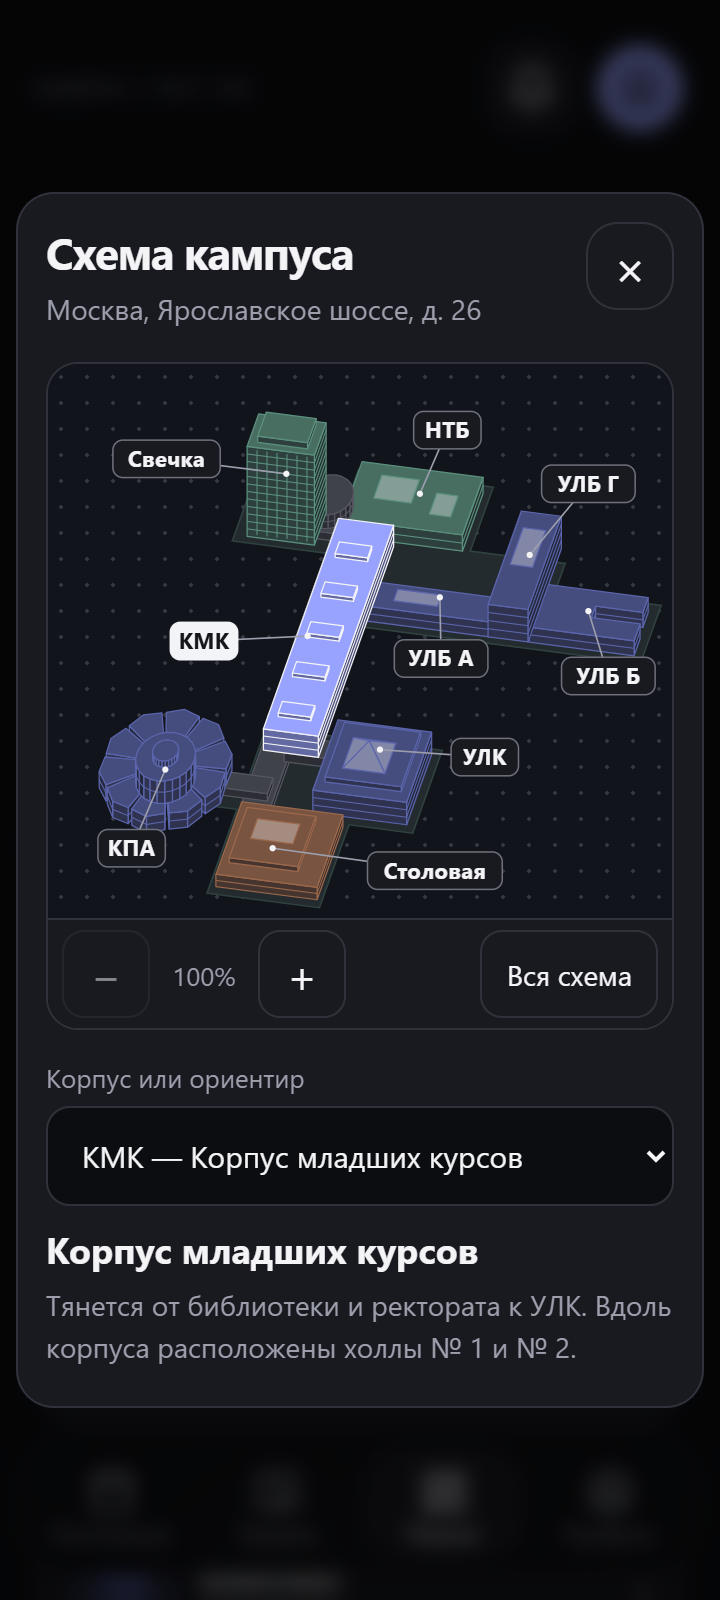 Схема кампуса
Москва, Ярославское шоссе, д. 26
×
НТБ
Свечка
УЛБ Г
КМК
УЛБ А
УЛБ Б
УЛК
КПА
Столовая
− 100% + Вся схема
Корпус или ориентир
КМК — Корпус младших курсов
Корпус младших курсов
Тянется от библиотеки и ректората к УЛК. Вдоль
корпуса расположены холлы № 1 и № 2.